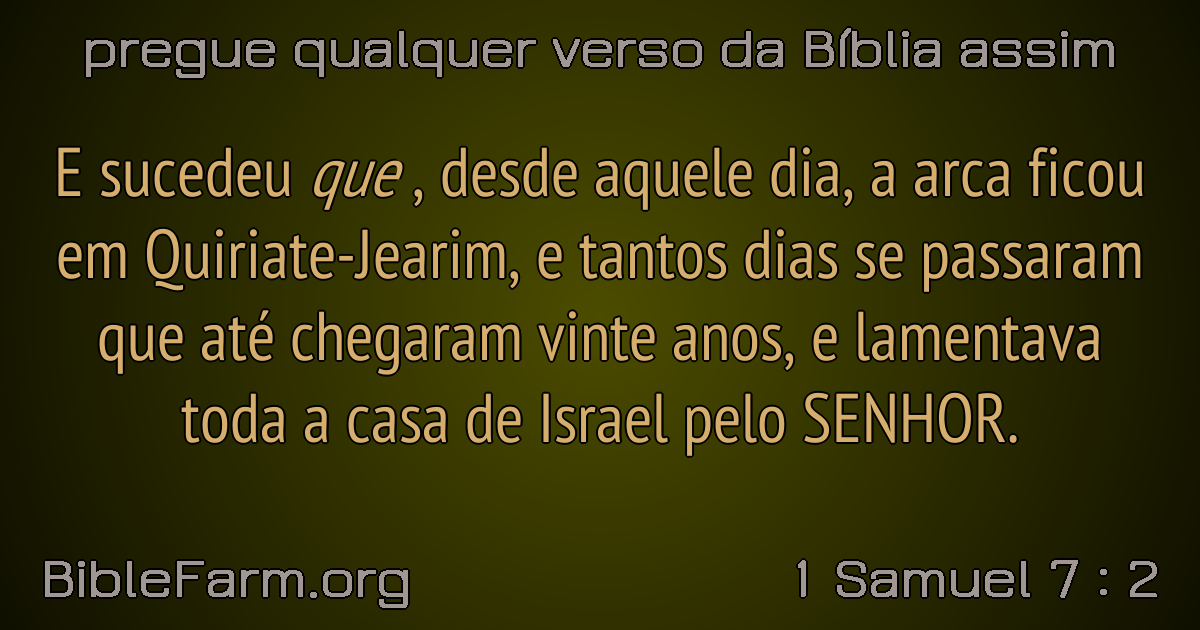 pregue qualquer verso da Bíblia assim
E sucedeu que , desde aquele dia, a arca ficou
em Quiriate-Jearim, e tantos dias se passaram
que até chegaram vinte anos, e lamentava
toda a casa de Israel pelo SENHOR.
BibleFarm.org
1 Samuel 7 : 2